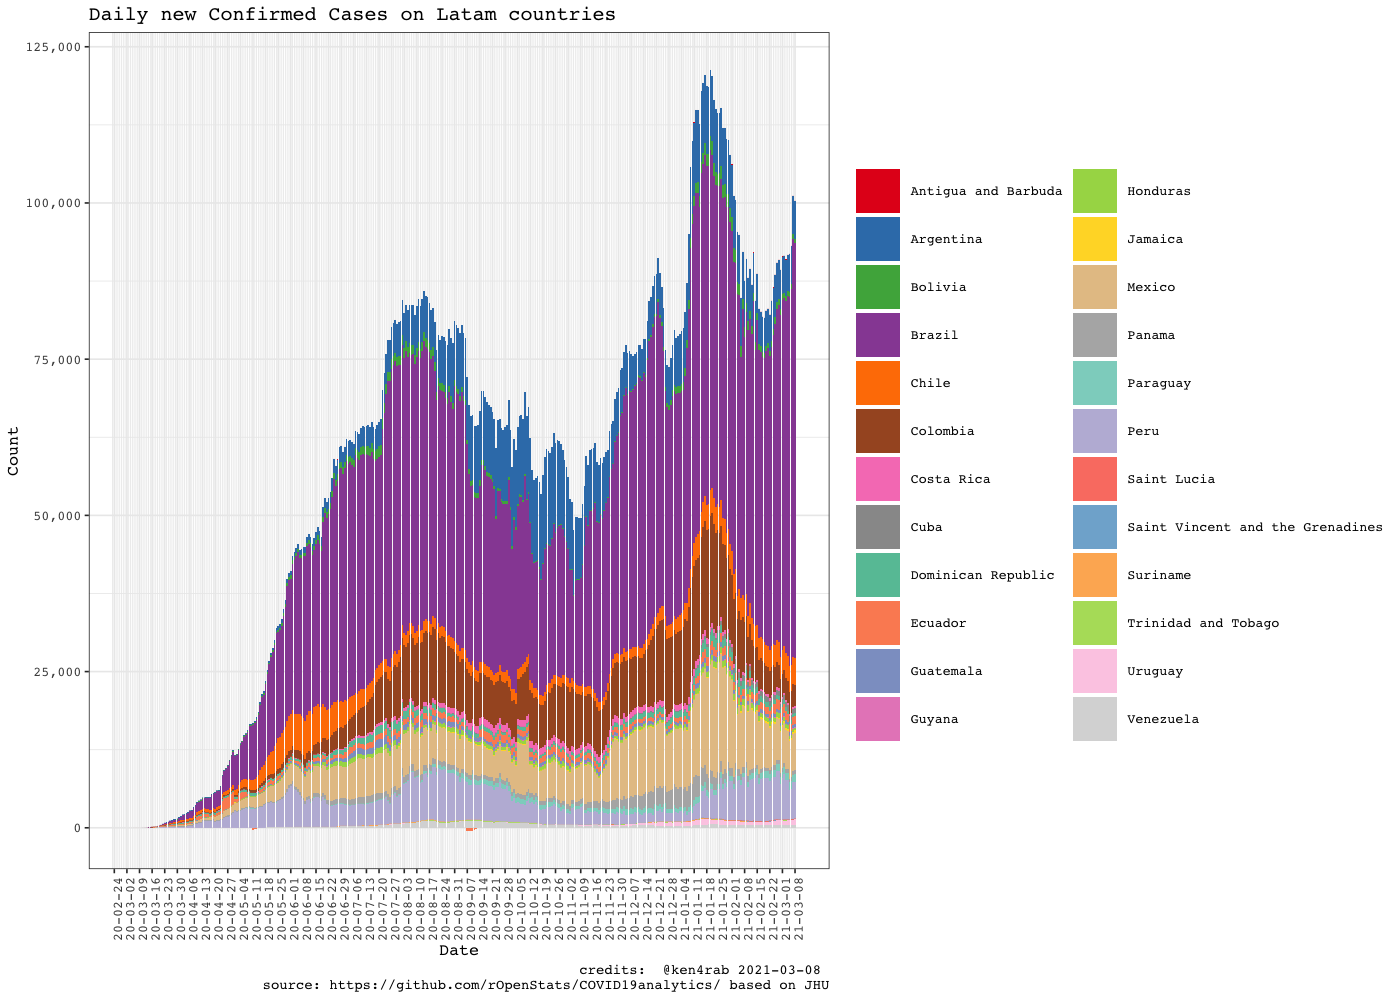 Daily new Confirmed Cases on Latam countries
125,000
100,000
75,000
50,000
25,000
0
Count
20-02-24
20-03-02
20-03-09
20-03-16
20-03-23
20-03-30
20-04-06
20-04-13
20-04-20
20-04-27
20-05-04
20-05-11
20-05-18
20-05-25
20-06-01
20-06-08
20-06-15
20-06-22
20-06-29
20-07-06
20-07-13
20-07-20
20-07-27
20-08-03
20-08-10
20-08-17
20-08-24
20-08-31
20-09-07
20-09-14
20-09-21
20-09-28
20-10-05
20-10-12
20-10-19
20-10-26
20-11-02
20-11-09
20-11-16
20-11-23
20-11-30
20-12-07
20-12-14
20-12-21
20-12-28
21-01-04
21-01-11
21-01-18
21-01-25
21-02-01
21-02-08
21-02-15
21-02-22
21-03-01
21-03-08
Date
Antigua and Barbuda
Argentina
Bolivia
Brazil
Chile
Colombia
Costa Rica
Cuba
Dominican Republic
Ecuador
Guatemala
Guyana
Honduras
Jamaica
Mexico
Panama
Paraguay
Peru
Saint Lucia
Saint Vincent and the Grenadines
Suriname
Trinidad and Tobago
Uruguay
Venezuela
credits:  @ken4rab 2021-03-08
source: https://github.com/rOpenStats/COVID19analytics/ based on JHU